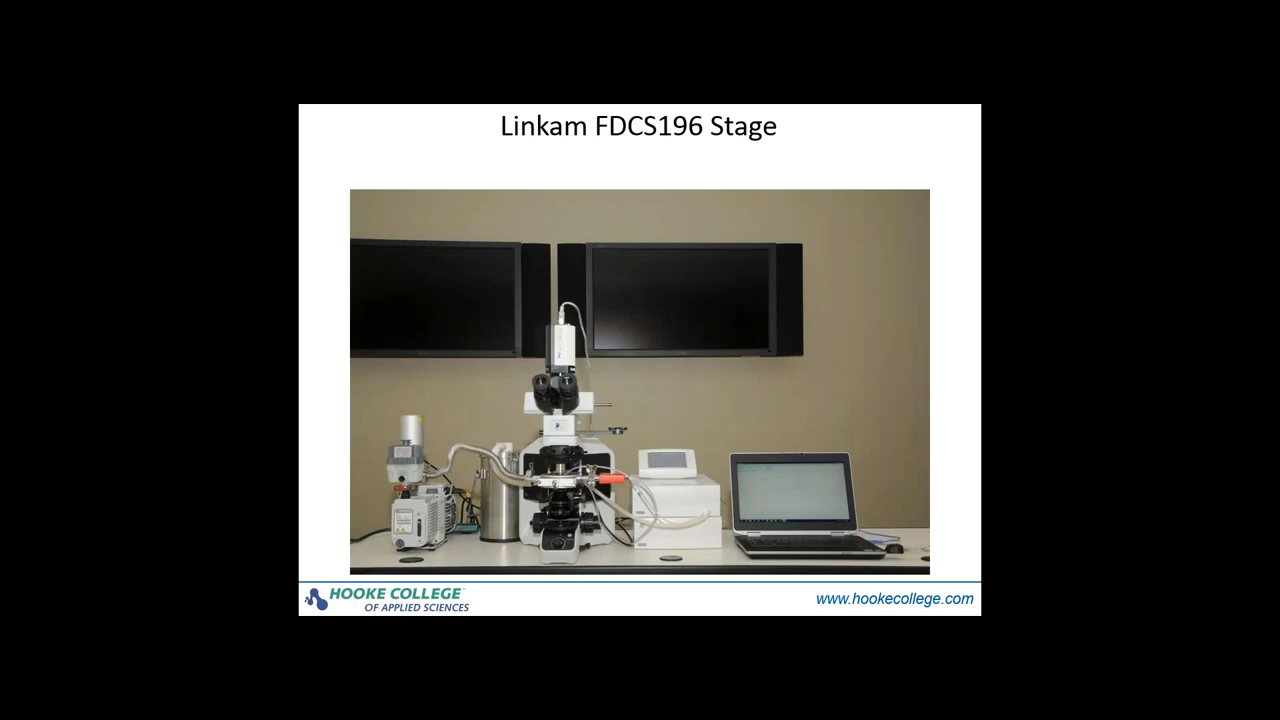 Linkam FDCS196 Stage
HOOKE COLLEGE
OF APPLIED SCIENCES
www.hookecollege.com